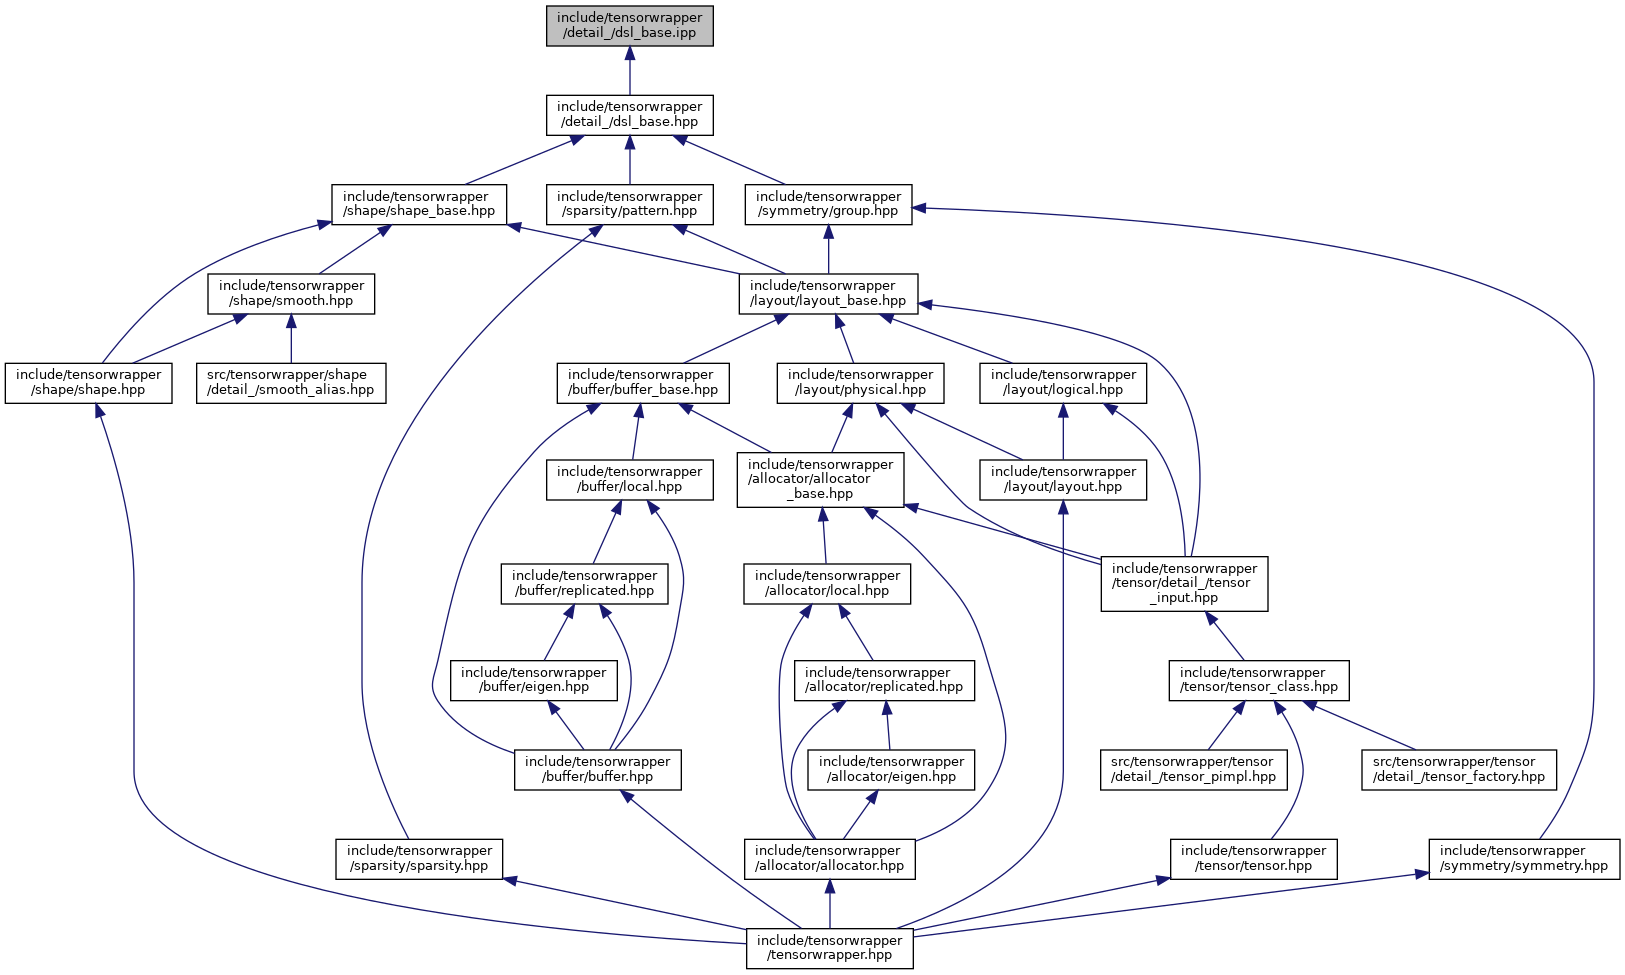 include/tensorwrapper
/detail_/dsl_base.ipp
include/tensorwrapper
/detail_/dsl_base.hpp
include/tensorwrapper
/shape/shape_base.hpp
include/tensorwrapper
/sparsity/pattern.hpp
include/tensorwrapper
/symmetry/group.hpp
include/tensorwrapper
/shape/smooth.hpp
include/tensorwrapper
/layout/layout_base.hpp
include/tensorwrapper
/shape/shape.hpp
src/tensorwrapper/shape
/detail_/smooth_alias.hpp
include/tensorwrapper
/buffer/buffer_base.hpp
include/tensorwrapper
/layout/physical.hpp
include/tensorwrapper
/layout/logical.hpp
include/tensorwrapper
/buffer/local.hpp
include/tensorwrapper
/allocator/allocator
_base.hpp
include/tensorwrapper
/layout/layout.hpp
include/tensorwrapper
/buffer/replicated.hpp
include/tensorwrapper
/allocator/local.hpp
include/tensorwrapper
/tensor/detail_/tensor
_input.hpp
include/tensorwrapper
/buffer/eigen.hpp
include/tensorwrapper
/allocator/replicated.hpp
include/tensorwrapper
/tensor/tensor_class.hpp
include/tensorwrapper
/buffer/buffer.hpp
include/tensorwrapper
/allocator/eigen.hpp
src/tensorwrapper/tensor
/detail_/tensor_pimpl.hpp
src/tensorwrapper/tensor
/detail_/tensor_factory.hpp
include/tensorwrapper
/sparsity/sparsity.hpp
include/tensorwrapper
/allocator/allocator.hpp
include/tensorwrapper
/tensor/tensor.hpp
include/tensorwrapper
/symmetry/symmetry.hpp
include/tensorwrapper
/tensorwrapper.hpp